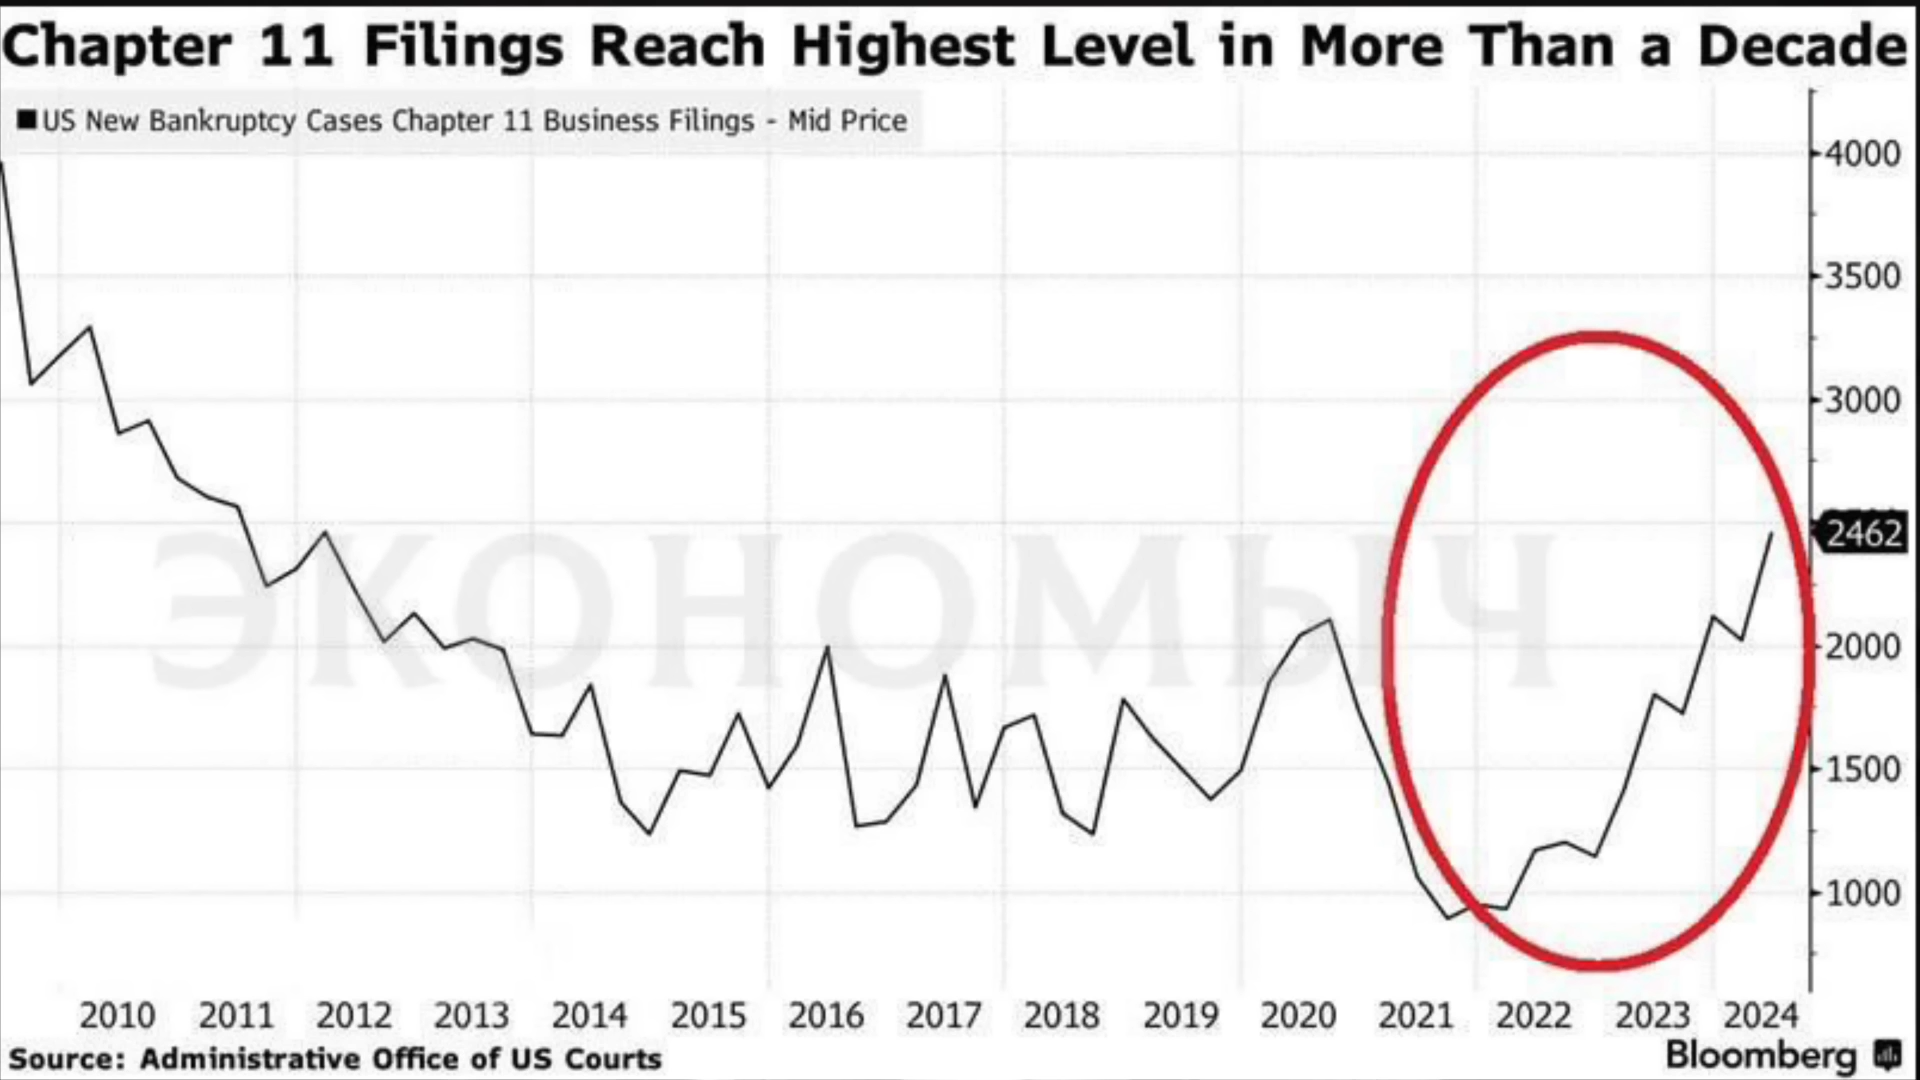 Chapter 11 Filings Reach Highest Level in More Than a Decade
US New Bankruptcy Cases Chapter 11 Business Filings - Mid Price
4000
3500
3000
2462
2000
1500
1000
ЭКОНОМЫЧ
2010 2011 2012 2013 2014 2015 2016 2017 2018 2019 2020 2021 2022 2023 2024
Source: Administrative Office of US Courts
Bloomberg